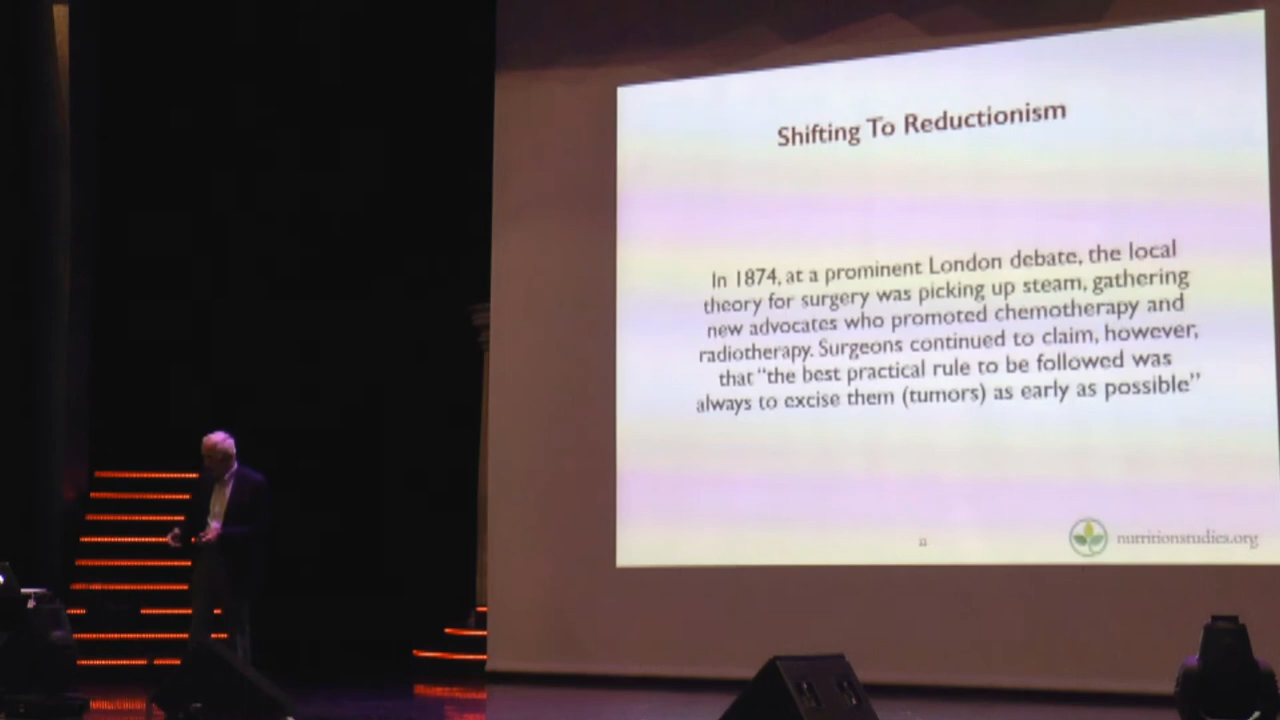 Shifting To Reductionism
In 1874, at a prominent London debate, the local
theory for surgery was picking up steam, gathering
new advocates who promoted chemotherapy and
radiotherapy. Surgeons continued to claim, however,
that “the best practical rule to be followed was
always to excise them (tumors) as early as possible”
nutritionstudies.org